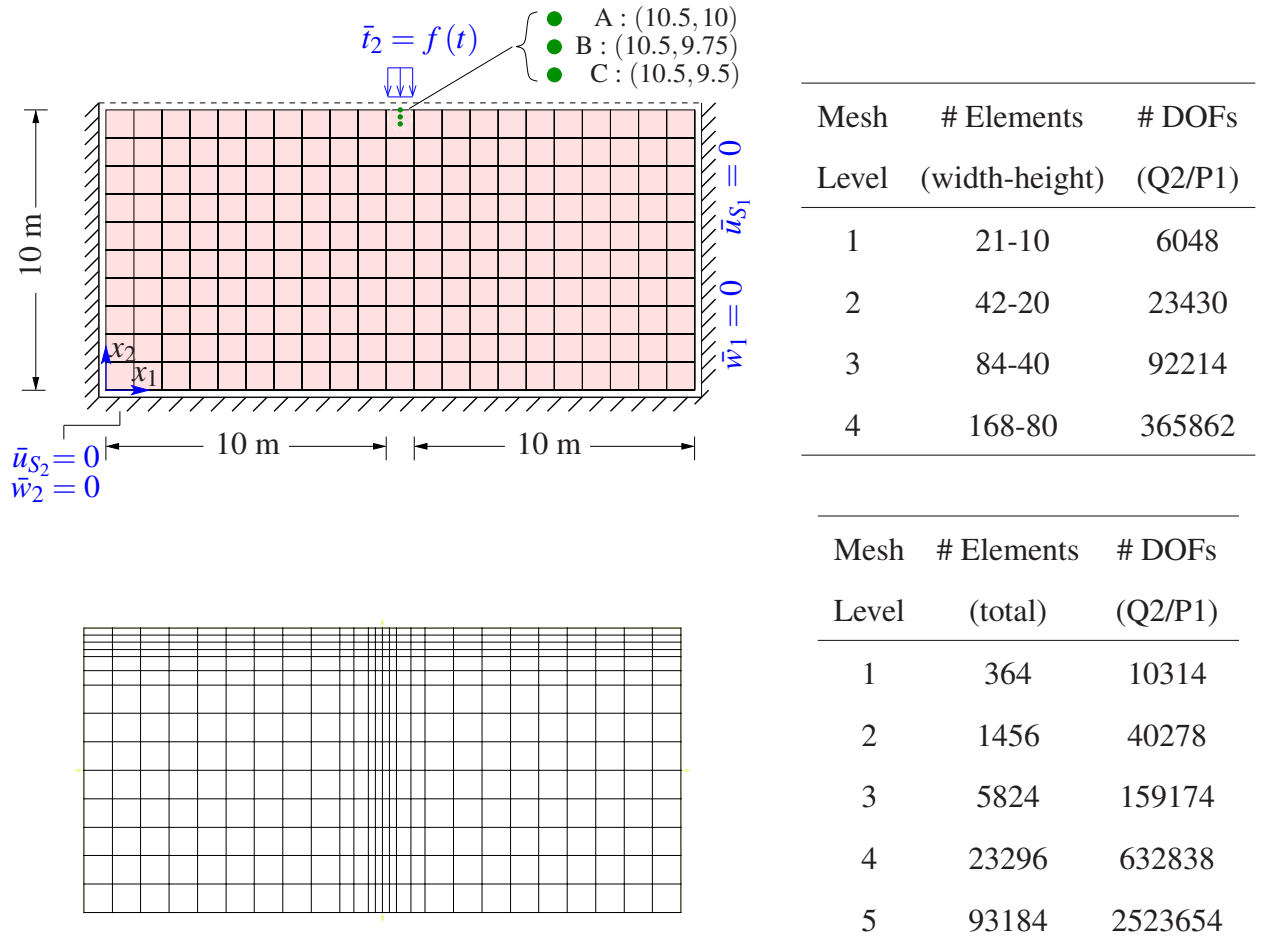 t̄₂ = f (t)
A : (10.5, 10)
B : (10.5, 9.75)
C : (10.5, 9.5)
10 m
ū_S₁ = 0
w̄₁ = 0
x₂
x₁
10 m
10 m
ū_S₂ = 0
w̄₂ = 0
Mesh # Elements # DOFs
Level (width-height) (Q2/P1)
1 21-10 6048
2 42-20 23430
3 84-40 92214
4 168-80 365862
Mesh # Elements # DOFs
Level (total) (Q2/P1)
1 364 10314
2 1456 40278
3 5824 159174
4 23296 632838
5 93184 2523654